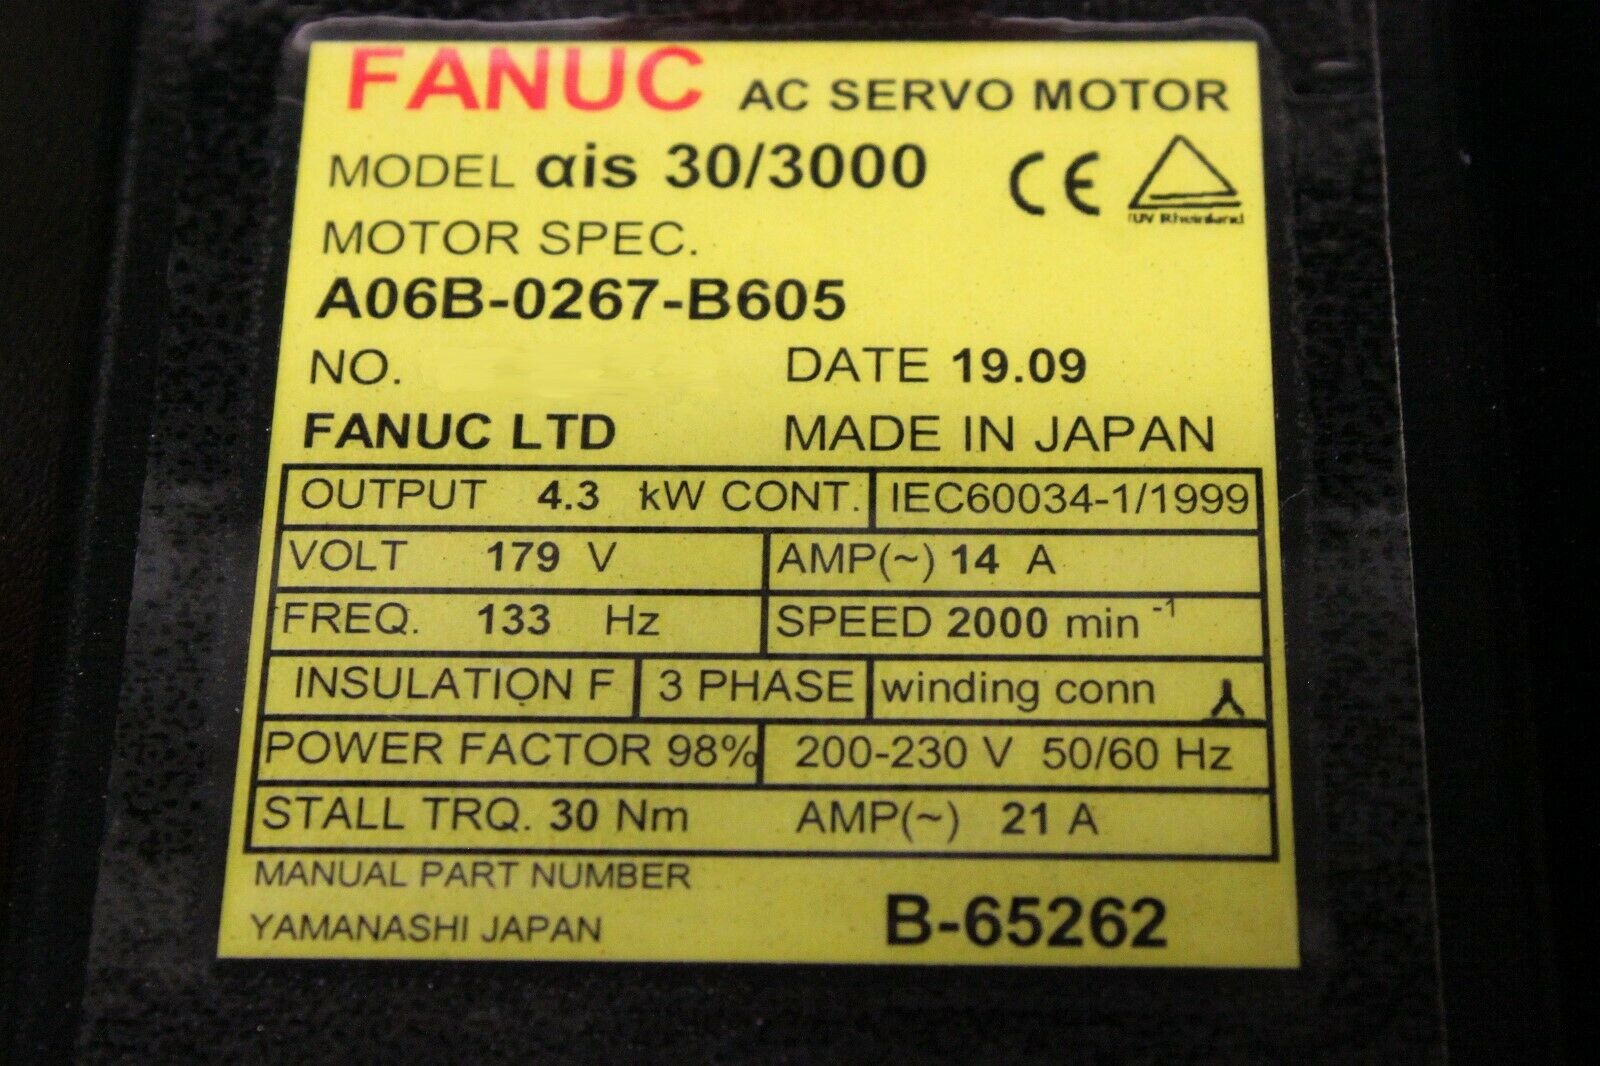 FANUC AC SERVO MOTOR
MODEL αis 30/3000
CE
TUV Rheinland
MOTOR SPEC.
A06B-0267-B605
NO. DATE 19.09
FANUC LTD MADE IN JAPAN
OUTPUT 4.3 kW CONT. IEC60034-1/1999
VOLT 179 V AMP(~) 14 A
FREQ. 133 Hz SPEED 2000 min⁻¹
INSULATION F 3 PHASE winding conn
POWER FACTOR 98% 200-230 V 50/60 Hz
STALL TRQ. 30 Nm AMP(~) 21 A
MANUAL PART NUMBER
YAMANASHI JAPAN B-65262